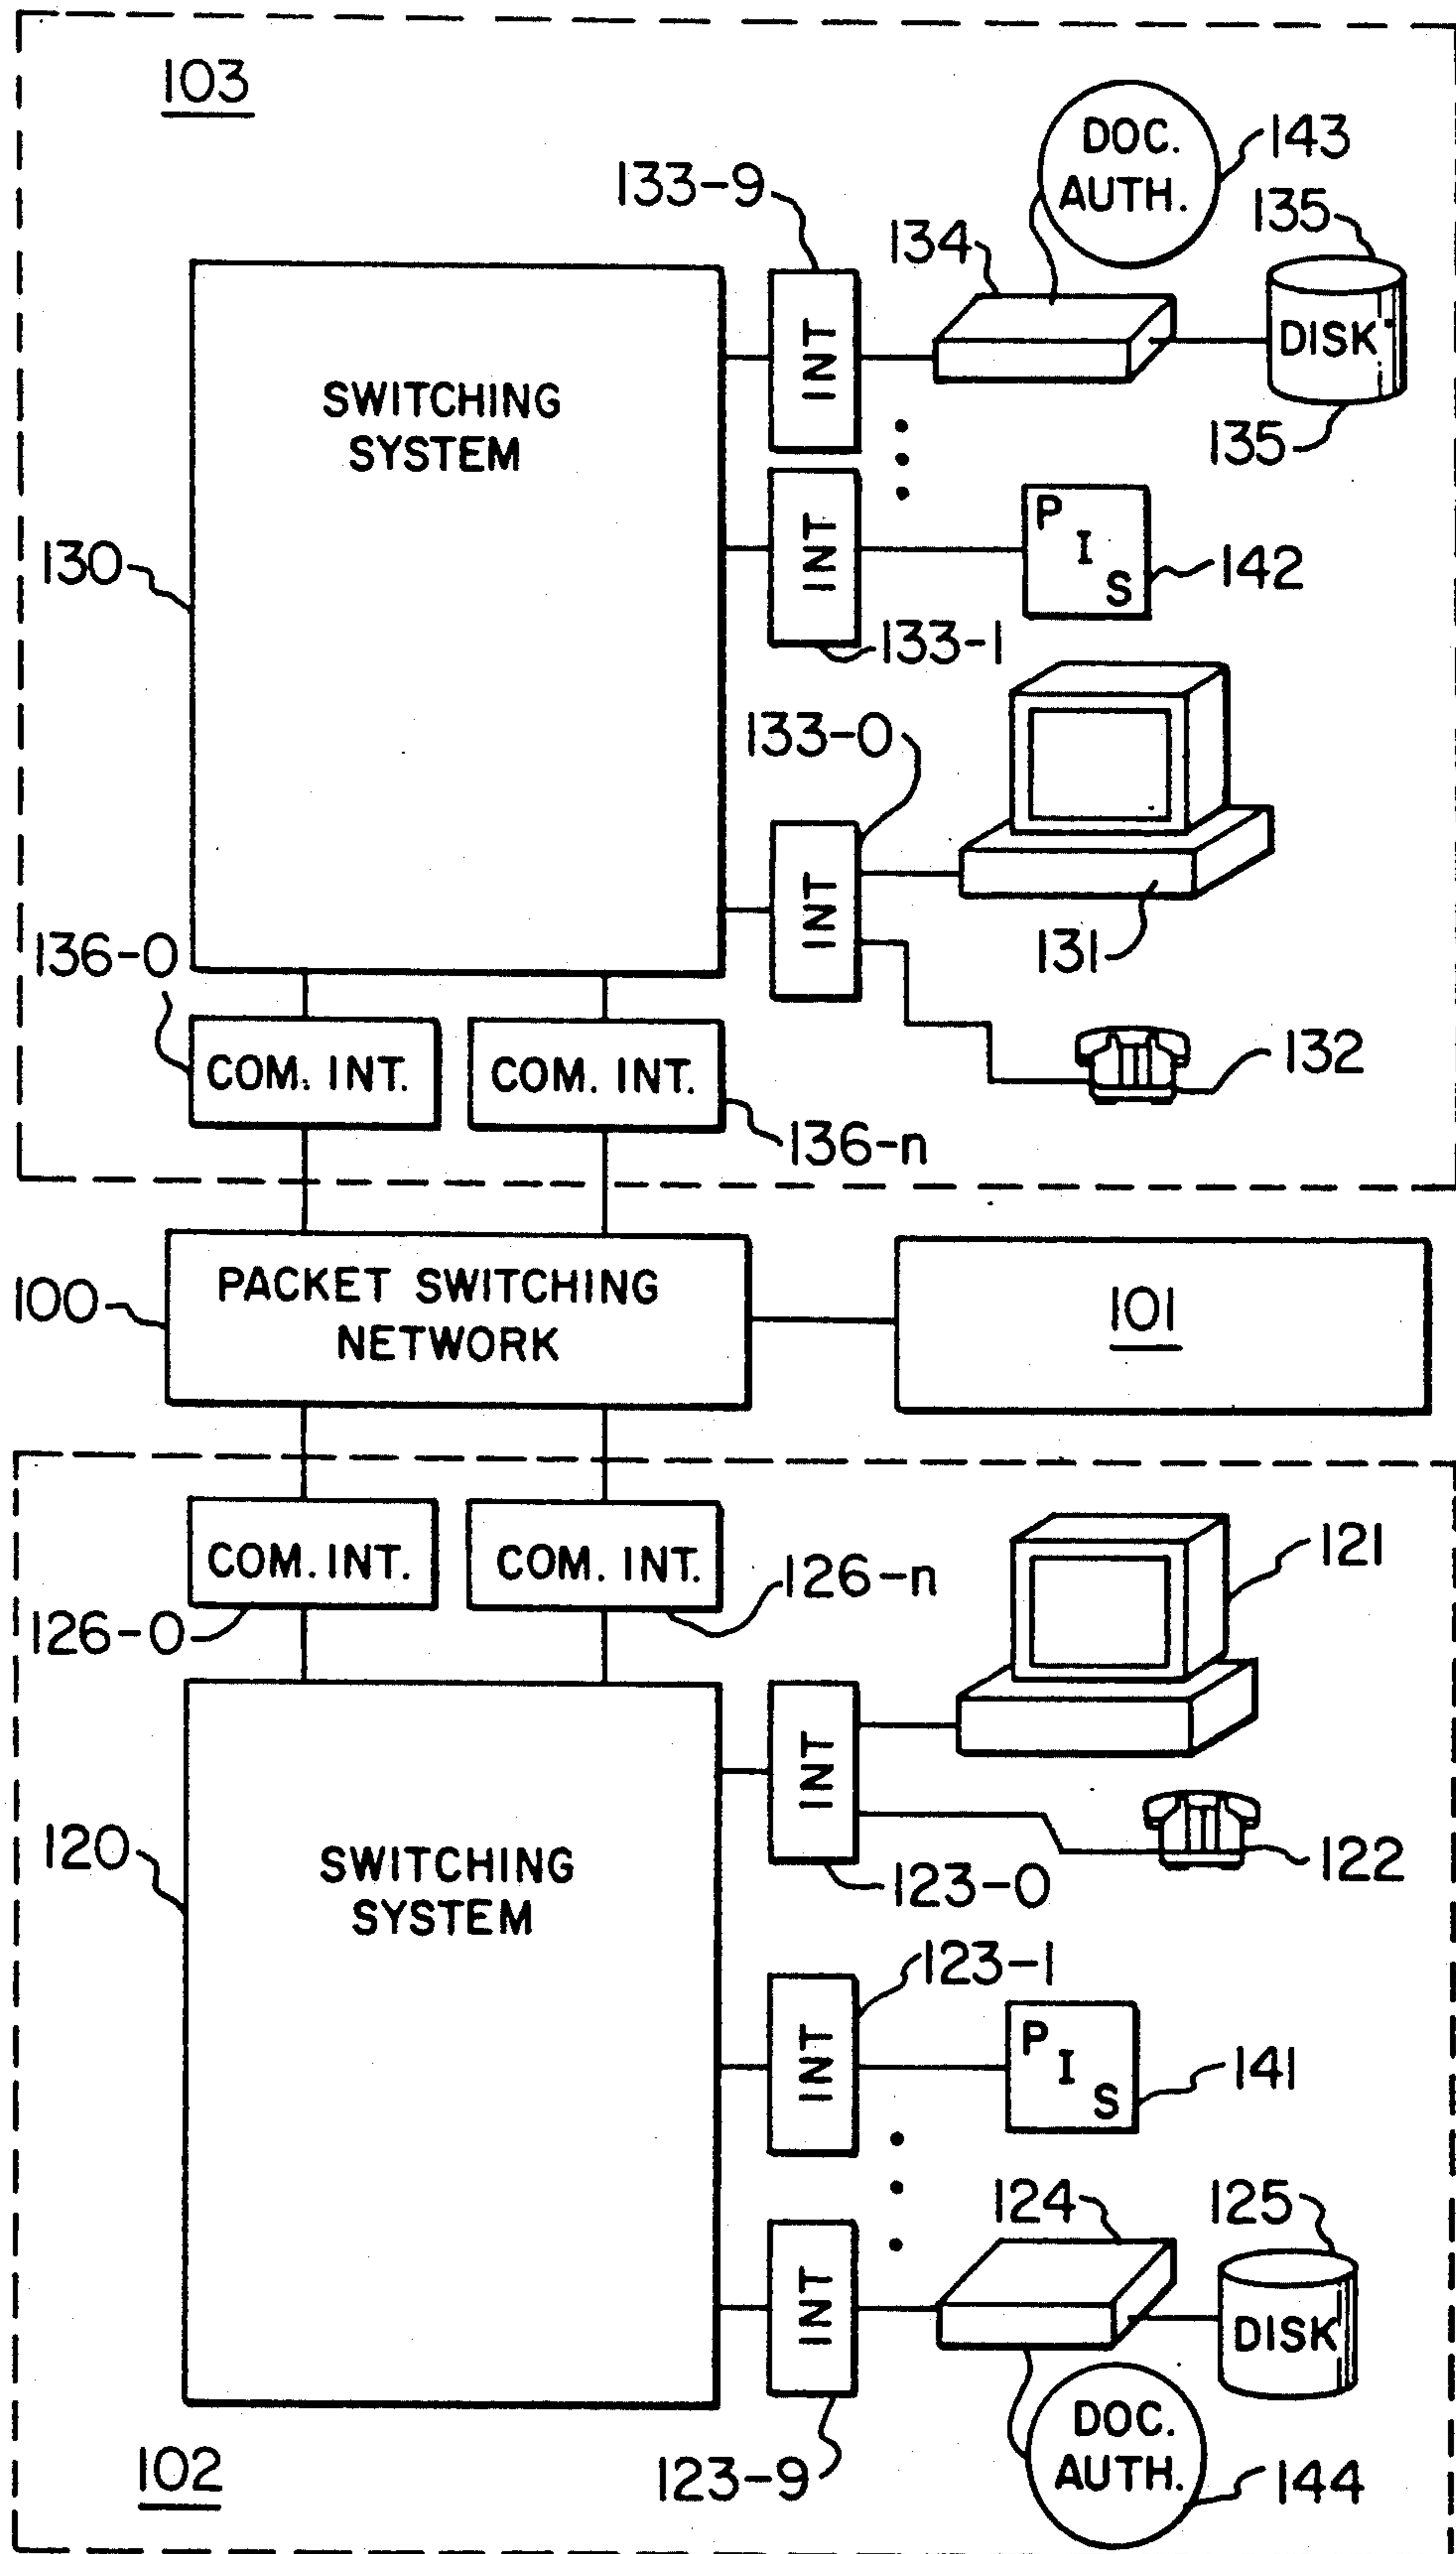 103
DOC.
AUTH.
143
133-9
134
135
INT
DISK
135
SWITCHING
SYSTEM
INT
P
I
S
142
130
133-1
133-0
INT
131
136-0
COM. INT.
COM. INT.
132
136-n
100
PACKET SWITCHING
NETWORK
101
COM. INT.
COM. INT.
126-n
121
126-0
INT
120
SWITCHING
SYSTEM
122
123-0
123-1
INT
P
I
S
141
124
125
INT
DISK
DOC.
AUTH.
123-9
144
102